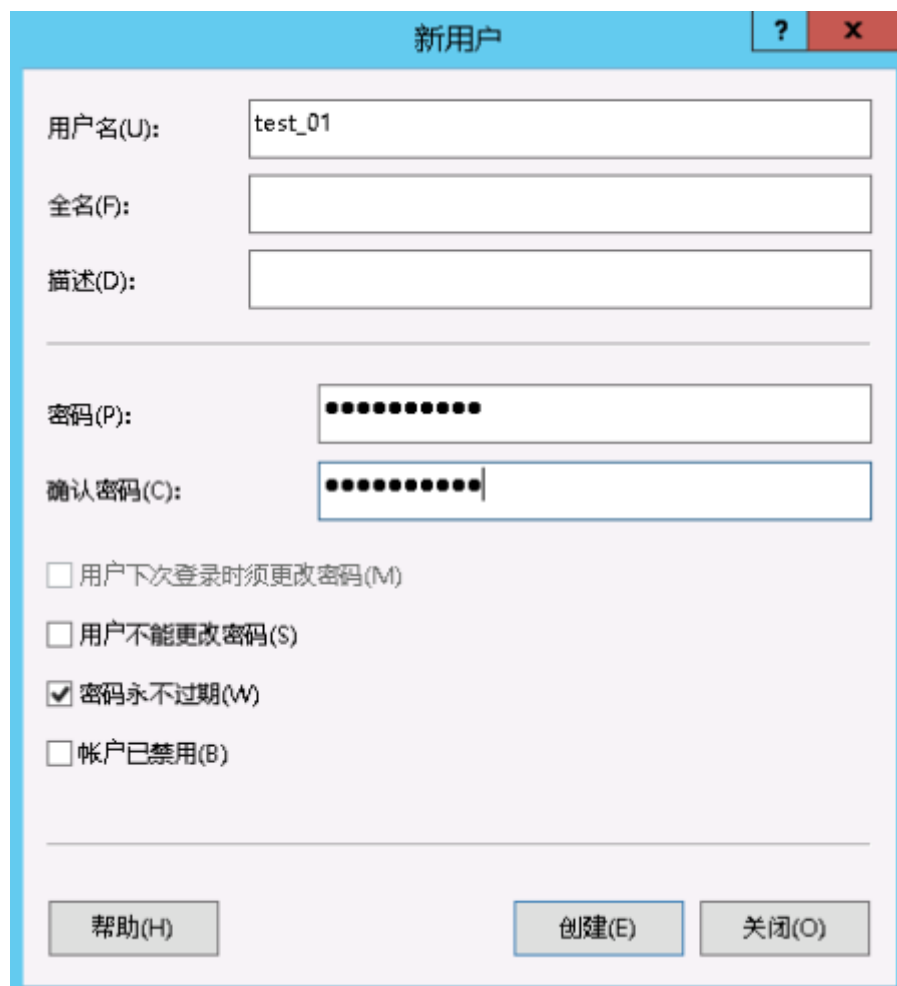 新用户
?
x
用户名(U):
test_01
全名(F):
描述(D):
密码(P):
●●●●●●●●●●
确认密码(C):
●●●●●●●●●●
用户下次登录时须更改密码(M)
用户不能更改密码(S)
密码永不过期(W)
帐户已禁用(B)
帮助(H)
创建(E)
关闭(O)